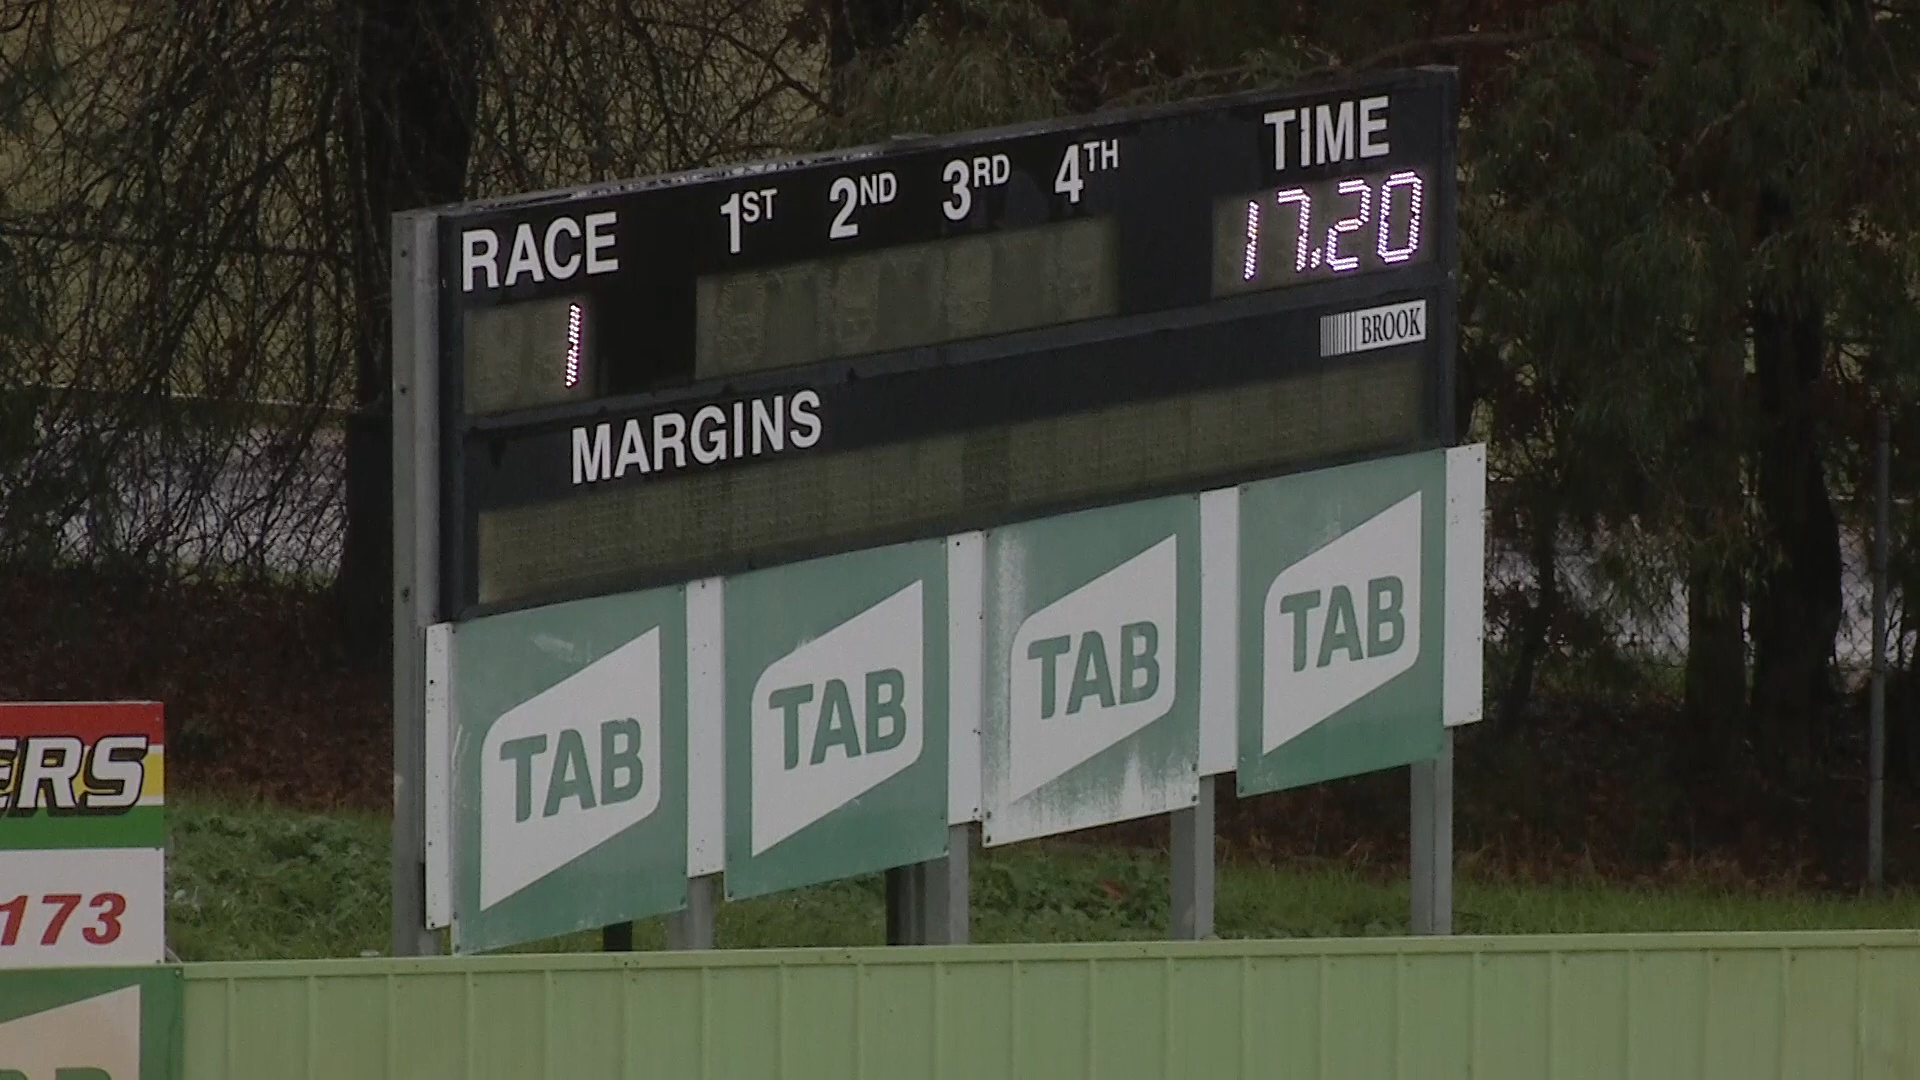 RACE 1ST 2ND 3RD 4TH TIME
1 17.20
BROOK
MARGINS
TAB TAB TAB TAB
ERS
173